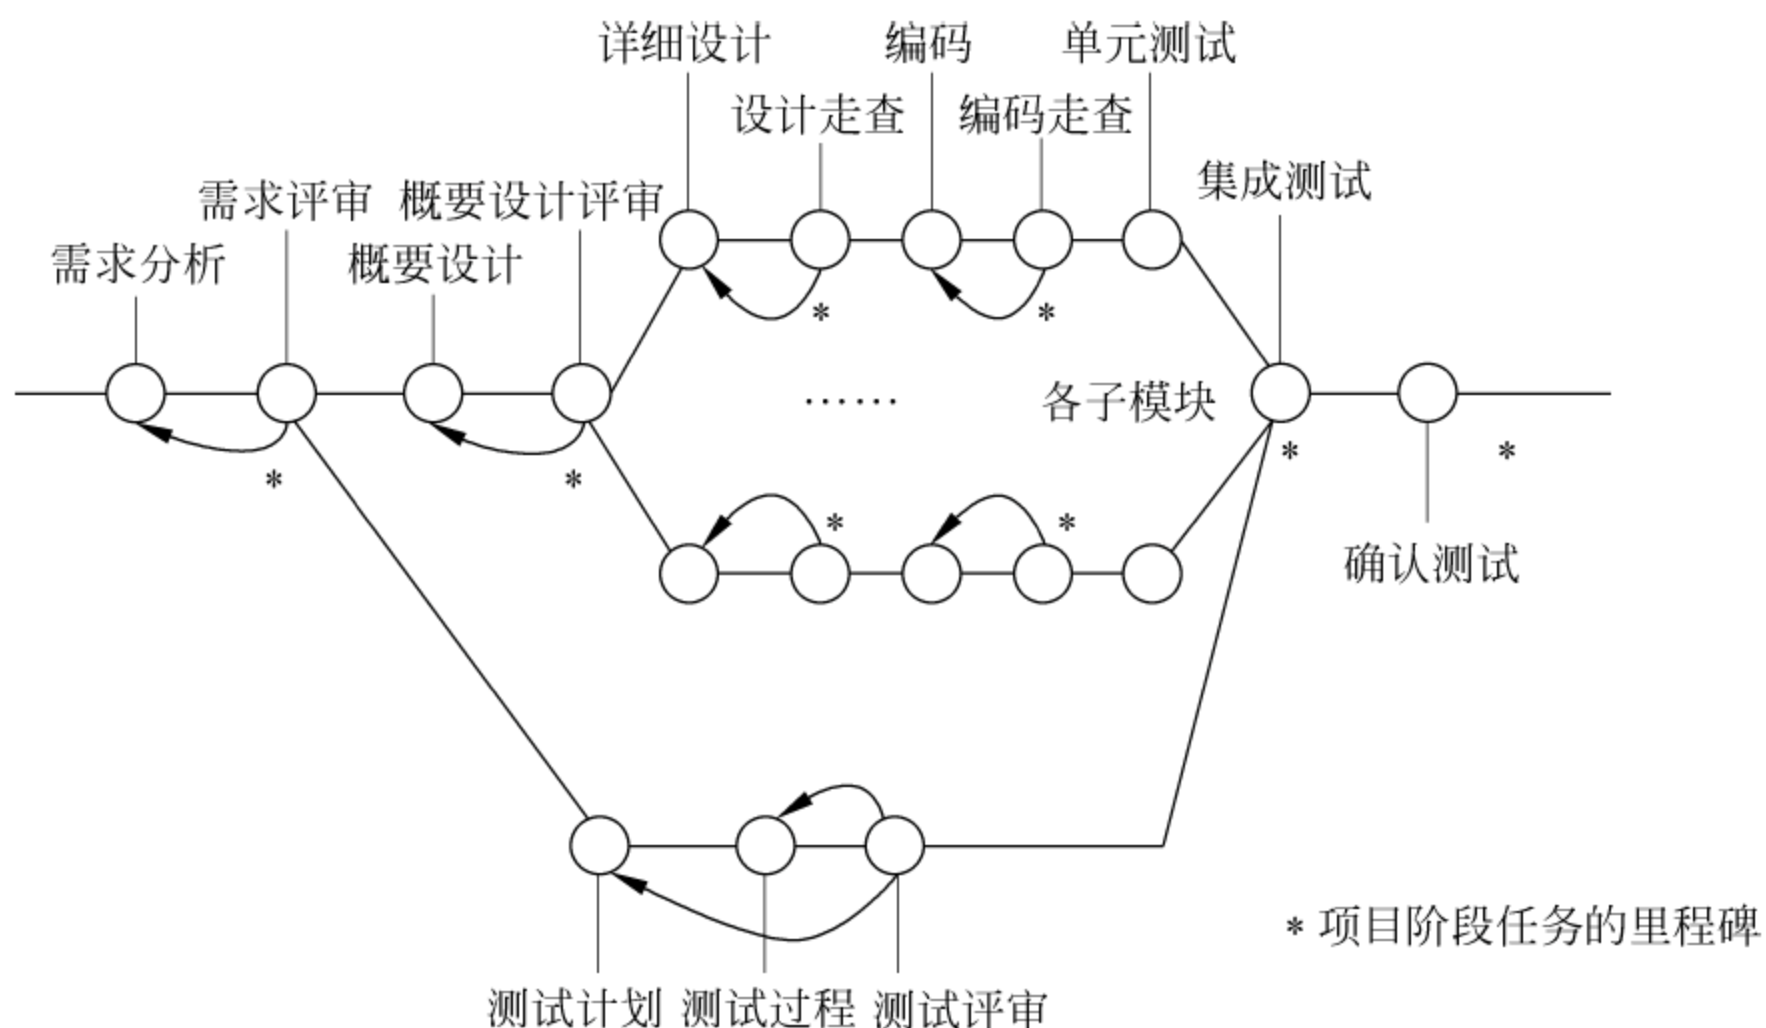 详细设计
编码
单元测试
设计走查
编码走查
集成测试
需求评审
概要设计评审
需求分析
概要设计
*
*
……
各子模块
*
*
*
*
*
*
确认测试
* 项目阶段任务的里程碑
测试计划
测试过程
测试评审